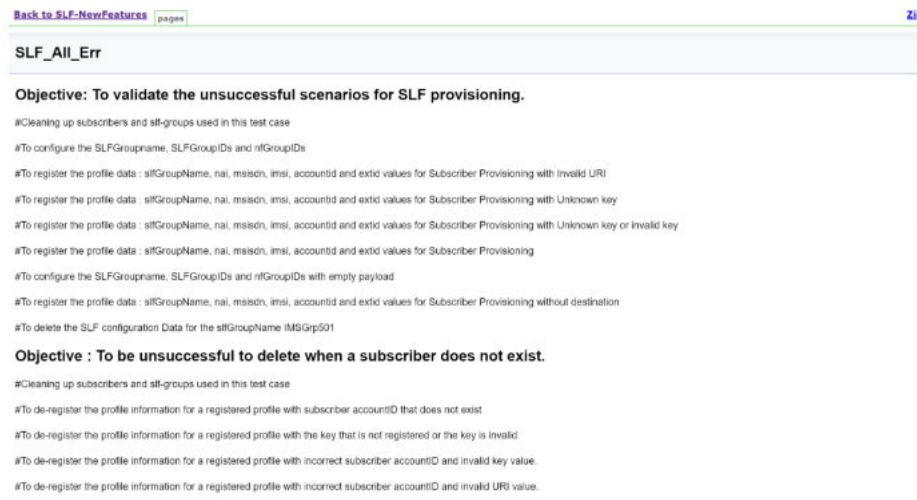 Back to SLF-NewFeatures pages Zi
SLF_All_Err
Objective: To validate the unsuccessful scenarios for SLF provisioning.
#Cleaning up subscribers and slf-groups used in this test case
#To configure the SLFGroupname, SLFGroupIDs and nfGroupIDs
#To register the profile data : slfGroupName, nai, msisdn, imsi, accountid and extid values for Subscriber Provisioning with Invalid URI
#To register the profile data : slfGroupName, nai, msisdn, imsi, accountid and extid values for Subscriber Provisioning with Unknown key
#To register the profile data : slfGroupName, nai, msisdn, imsi, accountid and extid values for Subscriber Provisioning with Unknown key or invalid key
#To register the profile data : slfGroupName, nai, msisdn, imsi, accountid and extid values for Subscriber Provisioning
#To configure the SLFGroupname, SLFGroupIDs and nfGroupIDs with empty payload
#To register the profile data : slfGroupName, nai, msisdn, imsi, accountid and extid values for Subscriber Provisioning without destination
#To delete the SLF configuration Data for the slfGroupName IMSGrp501
Objective : To be unsuccessful to delete when a subscriber does not exist.
#Cleaning up subscribers and slf-groups used in this test case
#To de-register the profile information for a registered profile with subscriber accountID that does not exist
#To de-register the profile information for a registered profile with the key that is not registered or the key is invalid.
#To de-register the profile information for a registered profile with incorrect subscriber accountID and invalid key value.
#To de-register the profile information for a registered profile with incorrect subscriber accountID and invalid URI value.